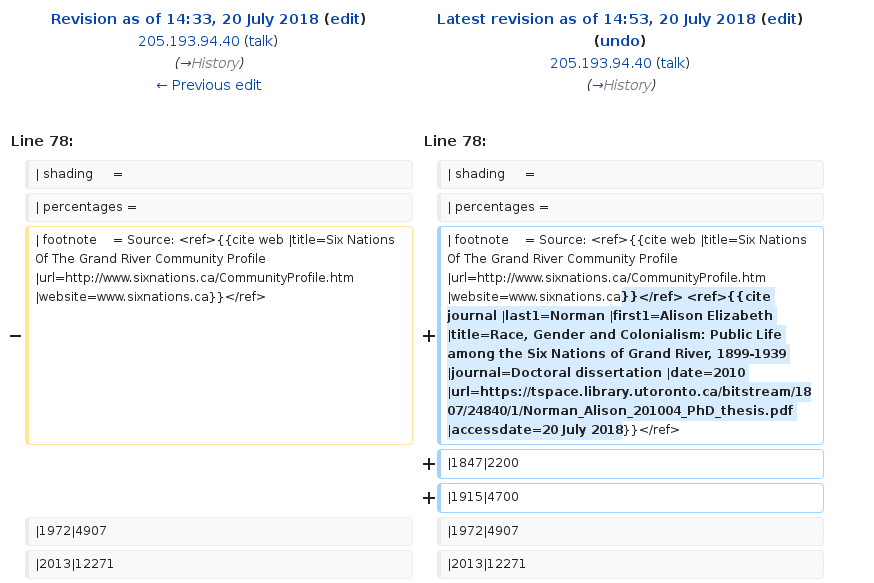 Revision as of 14:33, 20 July 2018 (edit)
205.193.94.40 (talk)
(→History)
← Previous edit
Latest revision as of 14:53, 20 July 2018 (edit)
(undo)
205.193.94.40 (talk)
(→History)
Line 78:
Line 78:
| shading     =
| shading     =
| percentages =
| percentages =
−
| footnote    = Source: <ref>{{cite web |title=Six Nations
Of The Grand River Community Profile
|url=http://www.sixnations.ca/CommunityProfile.htm
|website=www.sixnations.ca}}</ref>
+
| footnote    = Source: <ref>{{cite web |title=Six Nations
Of The Grand River Community Profile
|url=http://www.sixnations.ca/CommunityProfile.htm
|website=www.sixnations.ca}}</ref> <ref>{{cite
journal |last1=Norman |first1=Alison Elizabeth
|title=Race, Gender and Colonialism: Public Life
among the Six Nations of Grand River, 1899-1939
|journal=Doctoral dissertation |date=2010
|url=https://tspace.library.utoronto.ca/bitstream/18
07/24840/1/Norman_Alison_201004_PhD_thesis.pdf
|accessdate=20 July 2018}}</ref>
+ |1847|2200
+ |1915|4700
|1972|4907
|1972|4907
|2013|12271
|2013|12271